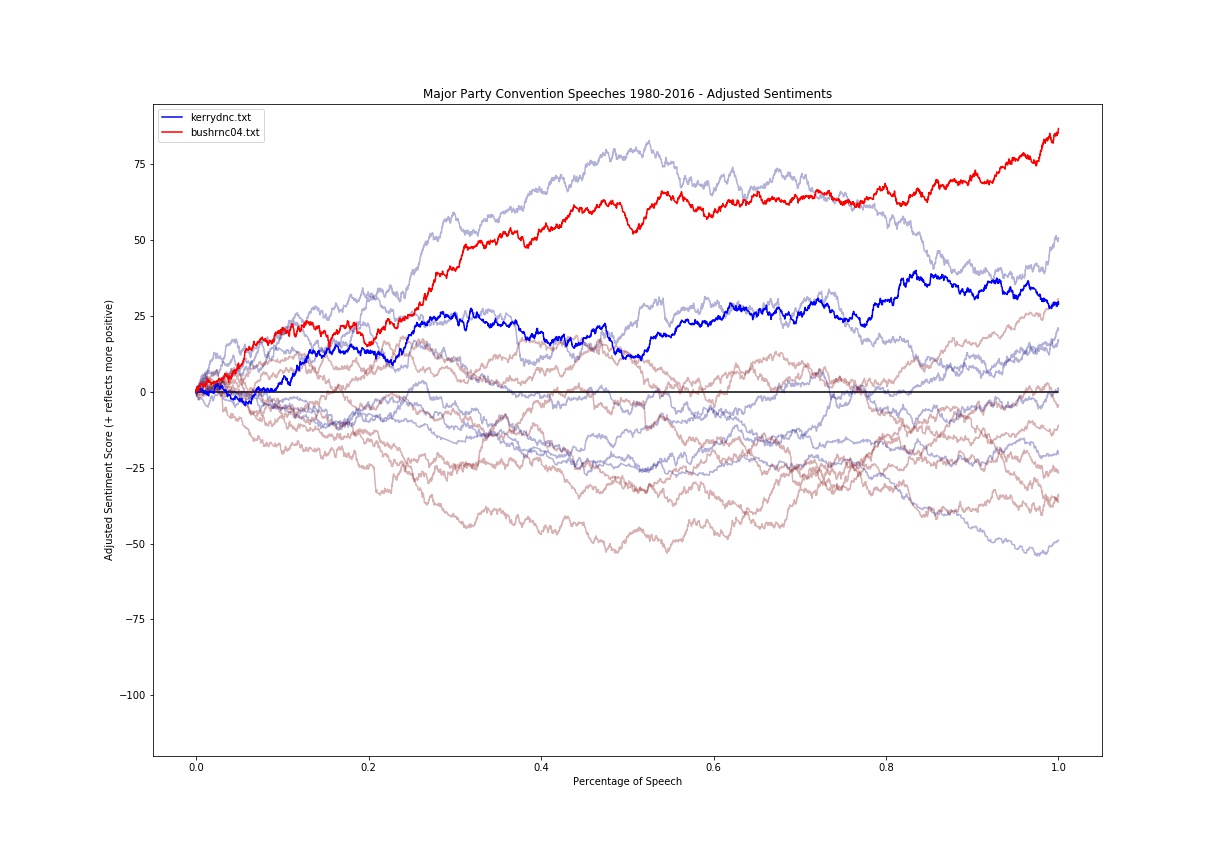 Major Party Convention Speeches 1980-2016 - Adjusted Sentiments
kerrydnc.txt
bushrnc04.txt
Adjusted Sentiment Score (+ reflects more positive)
75
50
25
0
−25
−50
−75
−100
0.0
0.2
0.4
0.6
0.8
1.0
Percentage of Speech